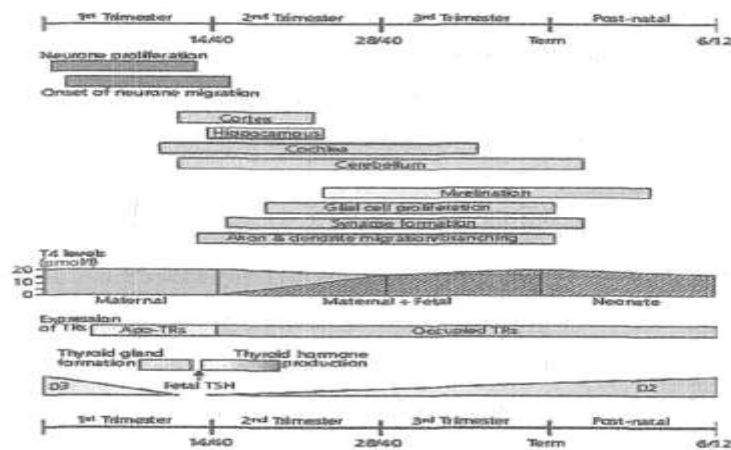 1st Trimester 2nd Trimester 3rd Trimester Post-natal
14/40 28/40 Term 6/12
Neurone proliferation
Onset of neurone migration
Cortex
Hippocampus
Cochlea
Cerebellum
Myelination
Glial cell proliferation
Synapse formation
Axon & dendrite migration/branching
T4 levels
(pmol/l)
20
10
0
Maternal Maternal + Fetal Neonate
Expression
of TRs
Apo-TRs Occupied TRs
Thyroid gland
formation
Thyroid hormone
production
Fetal TSH
D3 D2
1st Trimester 2nd Trimester 3rd Trimester Post-natal
14/40 28/40 Term 6/12